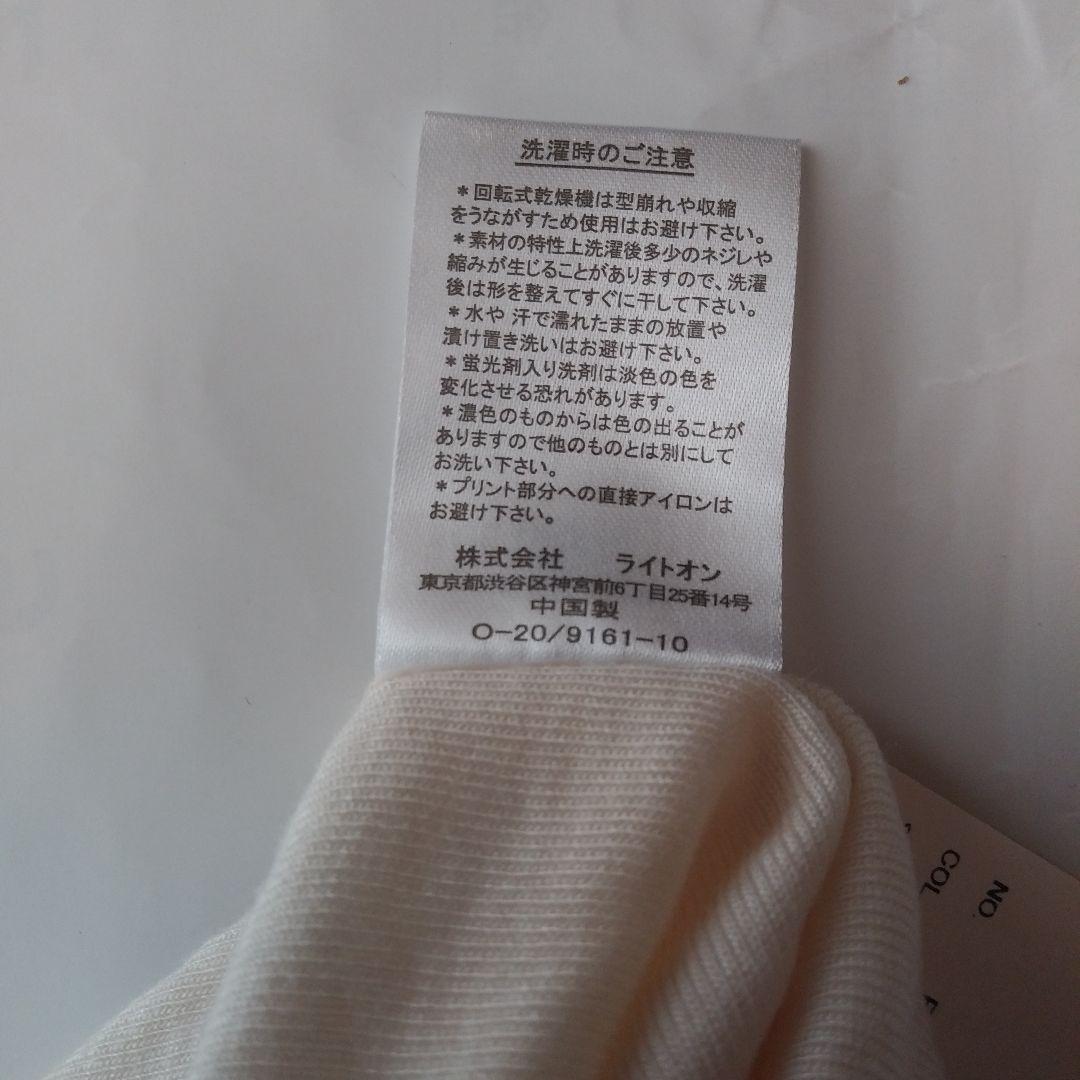 洗濯時のご注意
＊回転式乾燥機は型崩れや収縮
をうながすため使用はお避け下さい。
＊素材の特性上洗濯後多少のネジレや
縮みが生じることがありますので、洗濯
後は形を整えてすぐに干して下さい。
＊水や 汗で濡れたままの放置や
漬け置き洗いはお避け下さい。
＊蛍光剤入り洗剤は淡色の色を
変化させる恐れがあります。
＊濃色のものからは色の出ることが
ありますので他のものとは別にして
お洗い下さい。
＊プリント部分への直接アイロンは
お避け下さい。
株式会社 ライトオン
東京都渋谷区神宮前6丁目25番14号
中国製
O-20/9161-10
NO.
COL